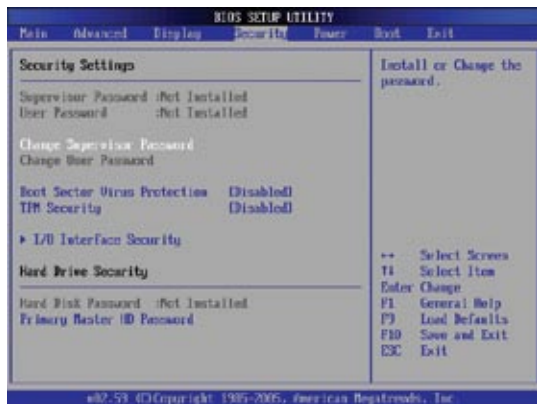 BIOS SETUP UTILITY
Main Advanced Display Security Power Boot Exit
Security Settings
Supervisor Password :Not Installed
User Password :Not Installed
Change Supervisor Password
Change User Password
Boot Sector Virus Protection [Disabled]
TPM Security [Disabled]
▸ I/O Interface Security
Hard Drive Security
Hard Disk Password :Not Installed
Primary Master HD Password
Install or Change the
password.
↔ Select Screen
↑↓ Select Item
Enter Change
F1 General Help
F9 Load Defaults
F10 Save and Exit
ESC Exit
v02.59 (C)Copyright 1985-2005, American Megatrends, Inc.